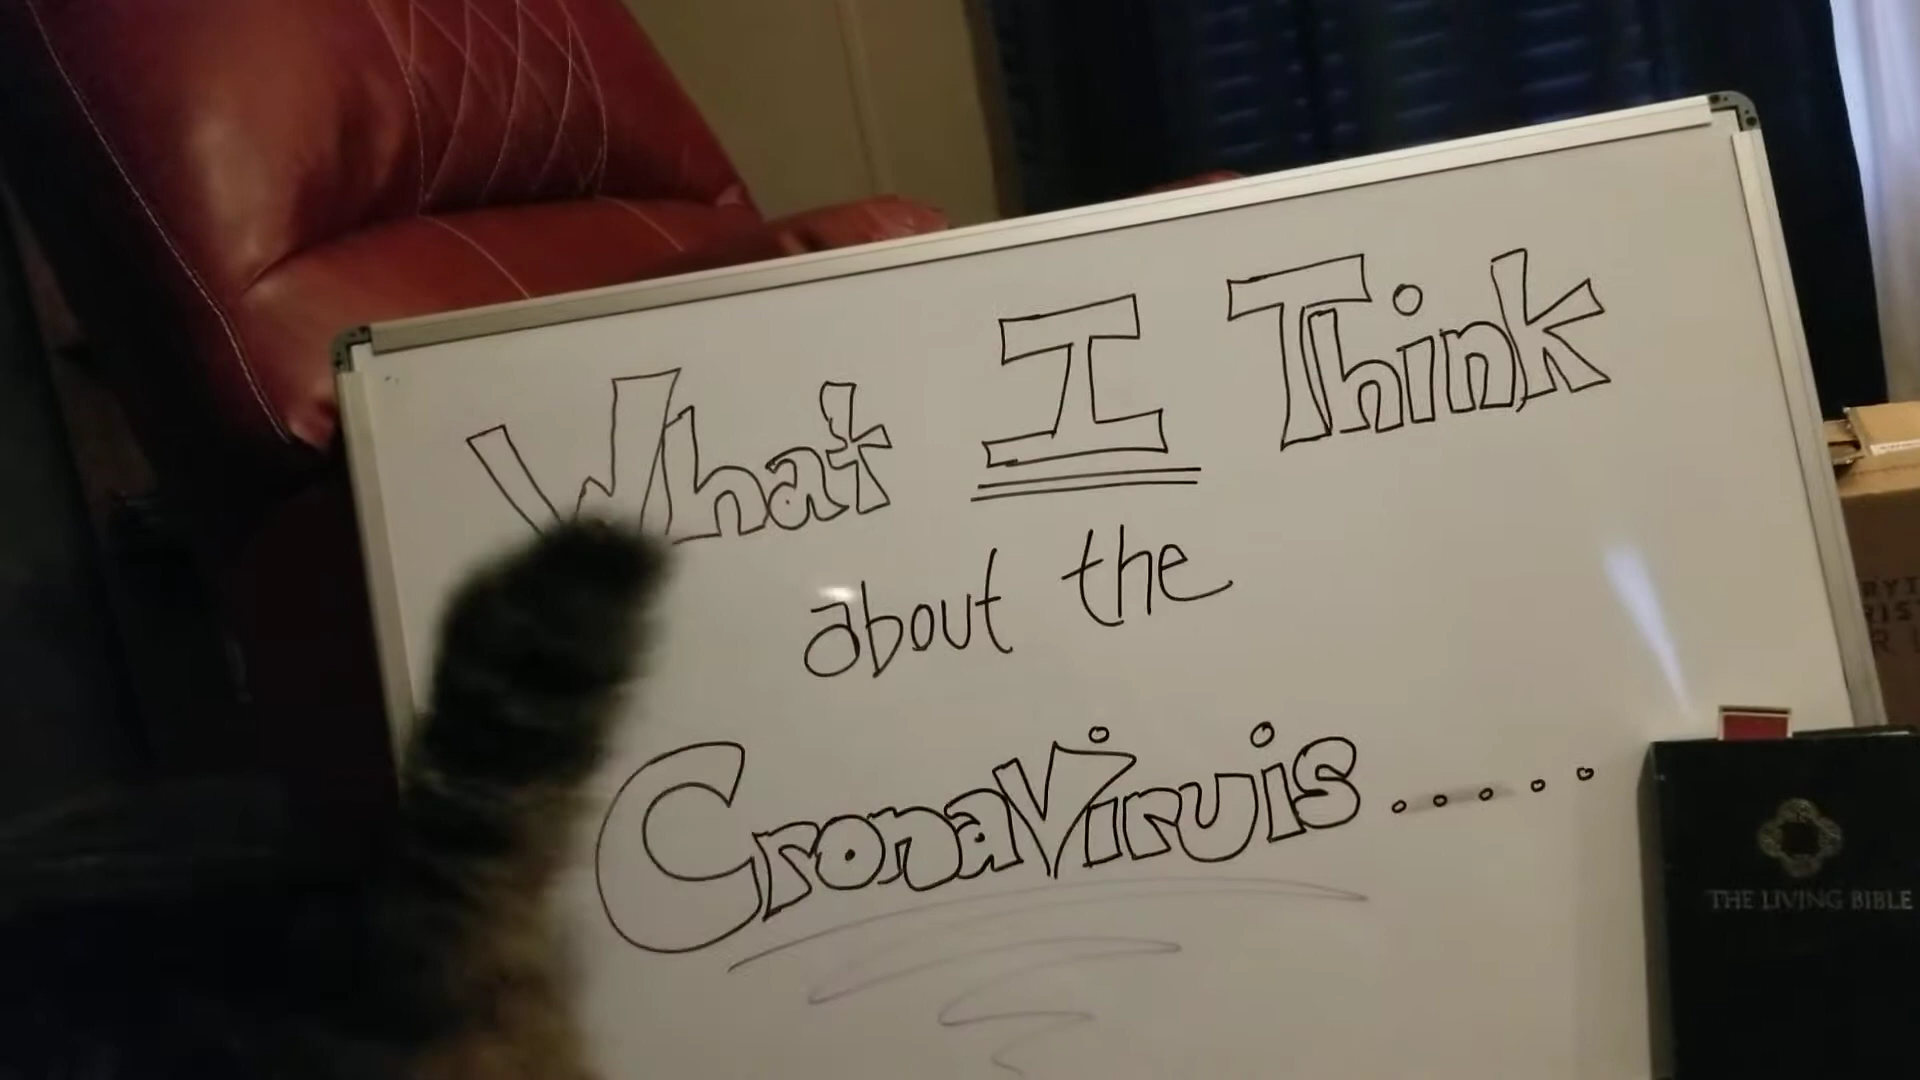 What I Think
about the
CronaViruis.....
THE LIVING BIBLE